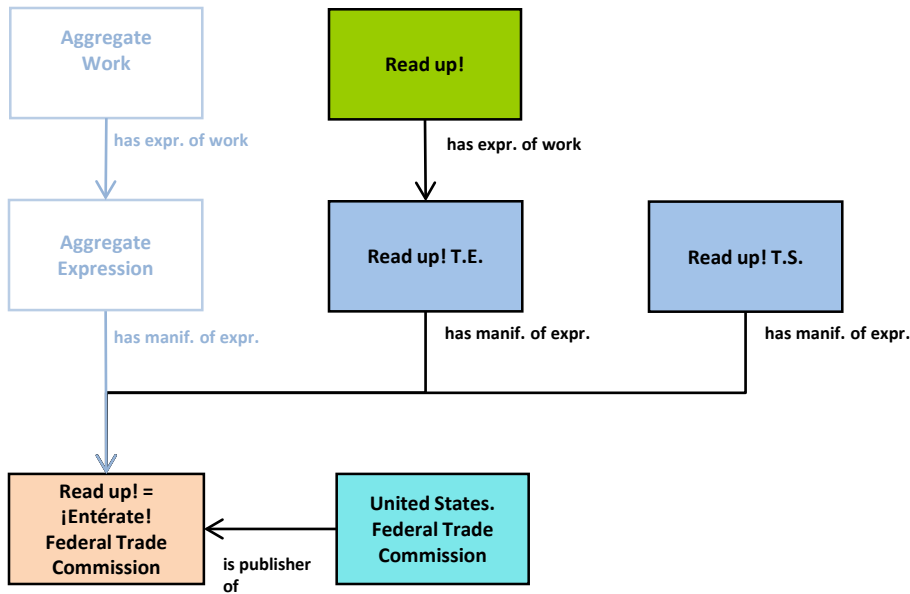 Aggregate
Work
Read up!
has expr. of work
has expr. of work
Aggregate
Expression
Read up! T.E.
Read up! T.S.
has manif. of expr.
has manif. of expr.
has manif. of expr.
Read up! =
¡Entérate!
Federal Trade
Commission
United States.
Federal Trade
Commission
is publisher
of